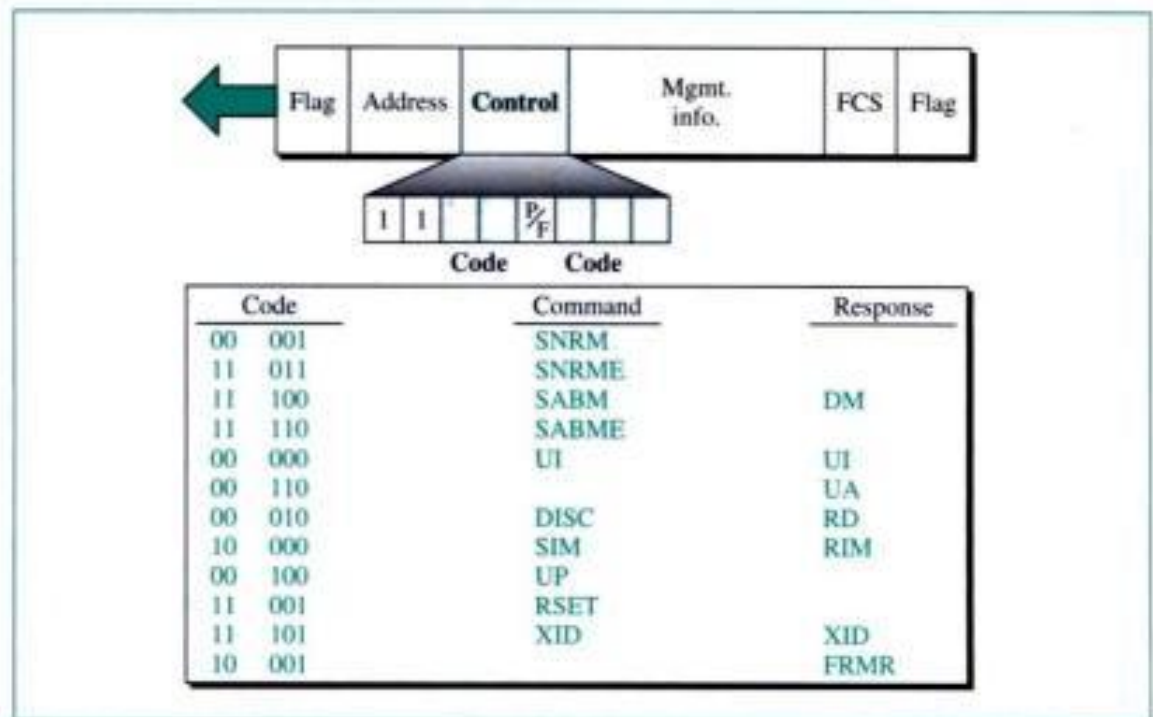 Flag Address Control Mgmt. info. FCS Flag
1 1 P/F
Code Code
Code Command Response
00 001 SNRM
11 011 SNRME
11 100 SABM DM
11 110 SABME
00 000 UI UI
00 110 UA
00 010 DISC RD
10 000 SIM RIM
00 100 UP
11 001 RSET
11 101 XID XID
10 001 FRMR